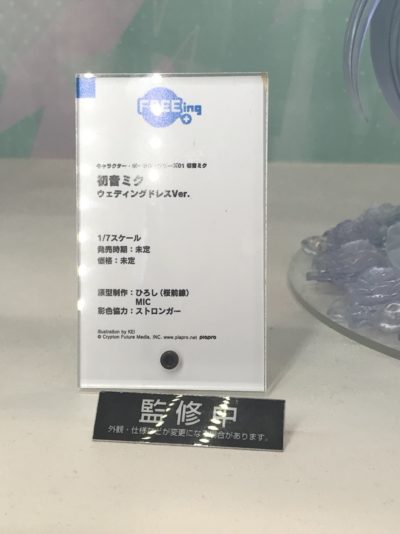 FREEing
キャラクター・ボーカル・シリーズ01 初音ミク
初音ミク
ウェディングドレスVer.
1/7スケール
発売時期：未定
価格：未定
原型制作：ひろし（桜前線）
MIC
彩色協力：ストロンガー
Illustration by KEI
© Crypton Future Media, INC. www.piapro.net piapro
監修中
外観・仕様などが変更になる場合があります。